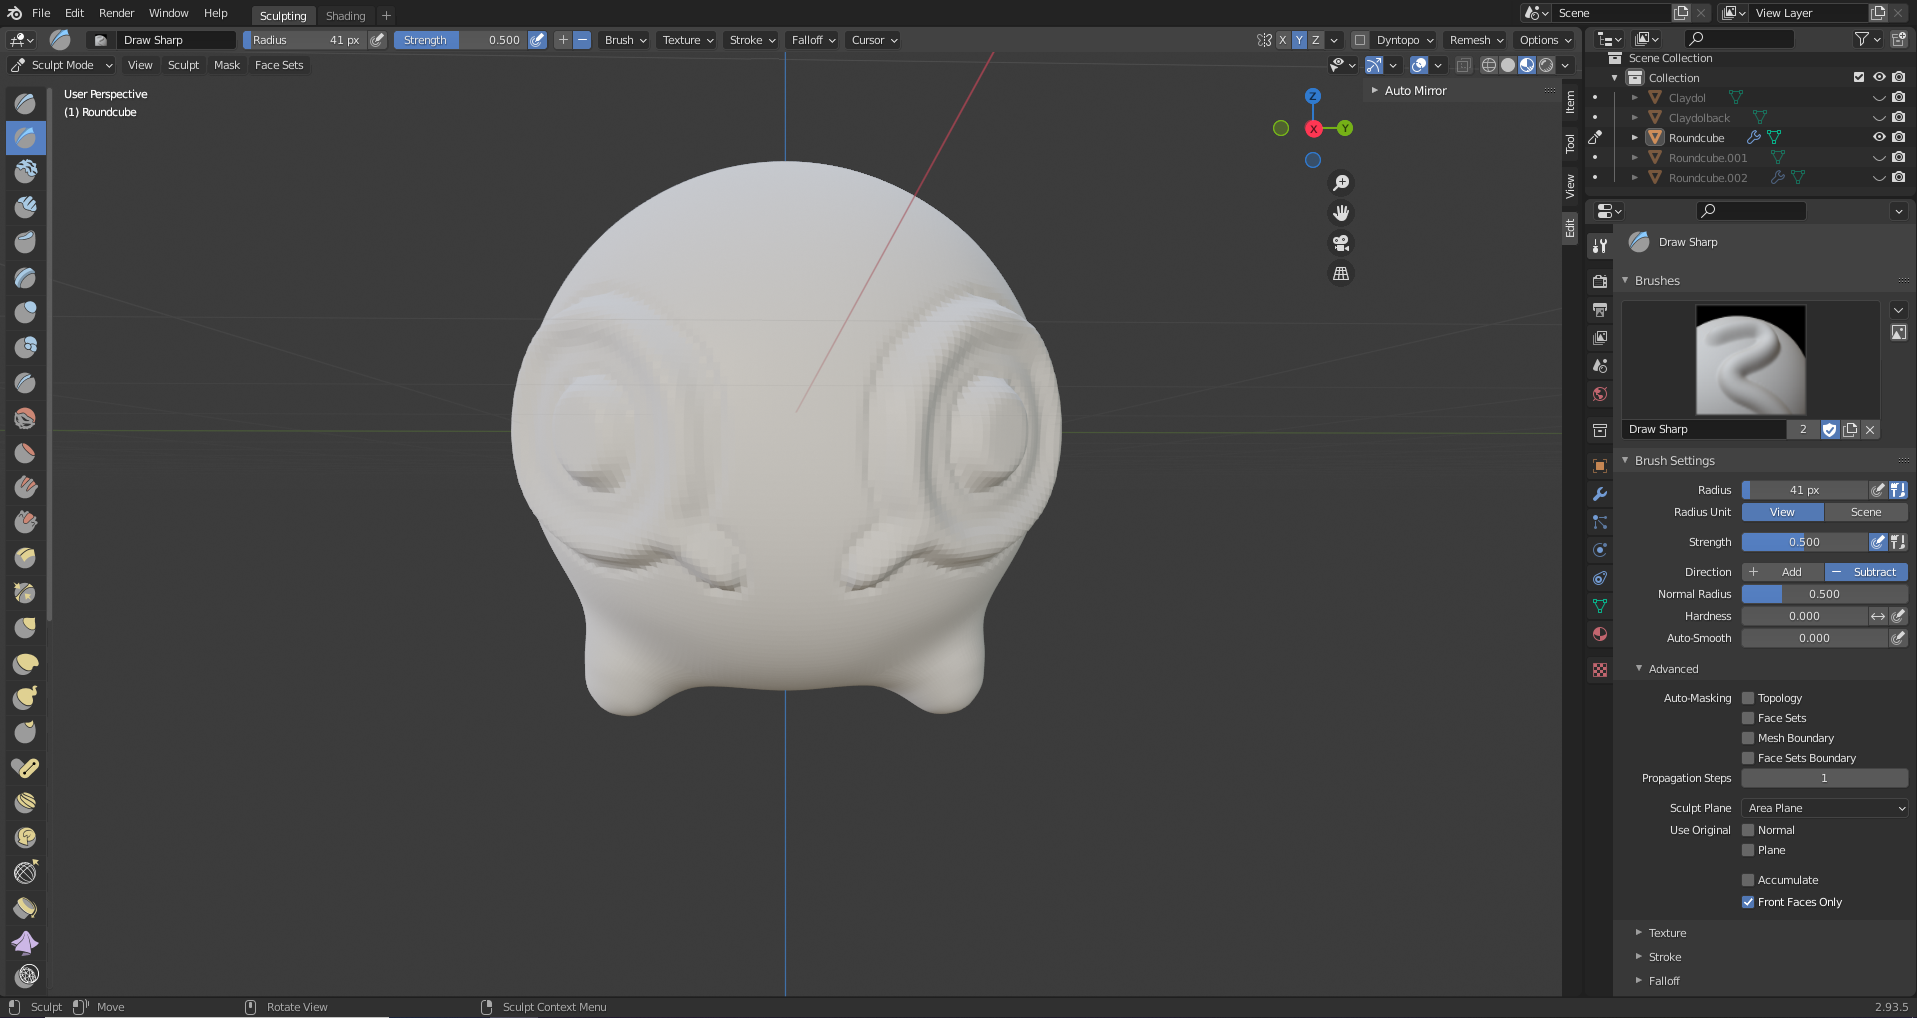 File Edit Render Window Help Sculpting Shading + Scene View Layer
Draw Sharp Radius 41 px Strength 0.500 + − Brush Texture Stroke Falloff Cursor X Y Z Dyntopo Remesh Options
Sculpt Mode View Sculpt Mask Face Sets
User Perspective
(1) Roundcube
Z
X
Y
Auto Mirror
Item
Tool
View
Edit
Scene Collection
Collection
Claydol
Claydolback
Roundcube
Roundcube.001
Roundcube.002
Draw Sharp
Brushes
Draw Sharp 2
Brush Settings
Radius 41 px
Radius Unit View Scene
Strength 0.500
Direction + Add − Subtract
Normal Radius 0.500
Hardness 0.000
Auto-Smooth 0.000
Advanced
Auto-Masking Topology
Face Sets
Mesh Boundary
Face Sets Boundary
Propagation Steps 1
Sculpt Plane Area Plane
Use Original Normal
Plane
Accumulate
Front Faces Only
Texture
Stroke
Falloff
Sculpt Move Rotate View Sculpt Context Menu 2.93.5